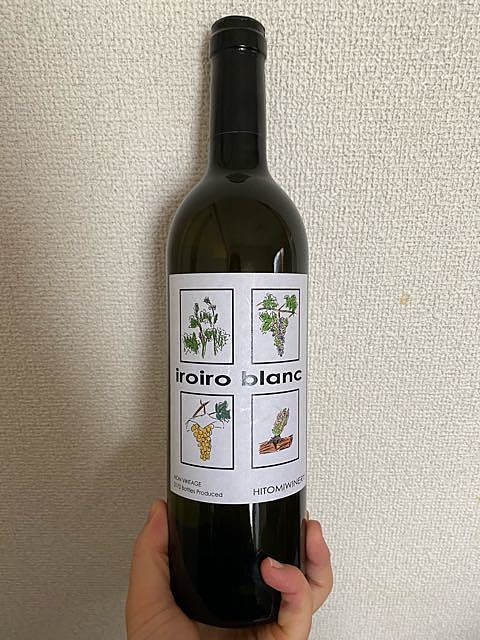 iroiro blanc
NON VINTAGE
Bottles Produced
HITOMIWINERY